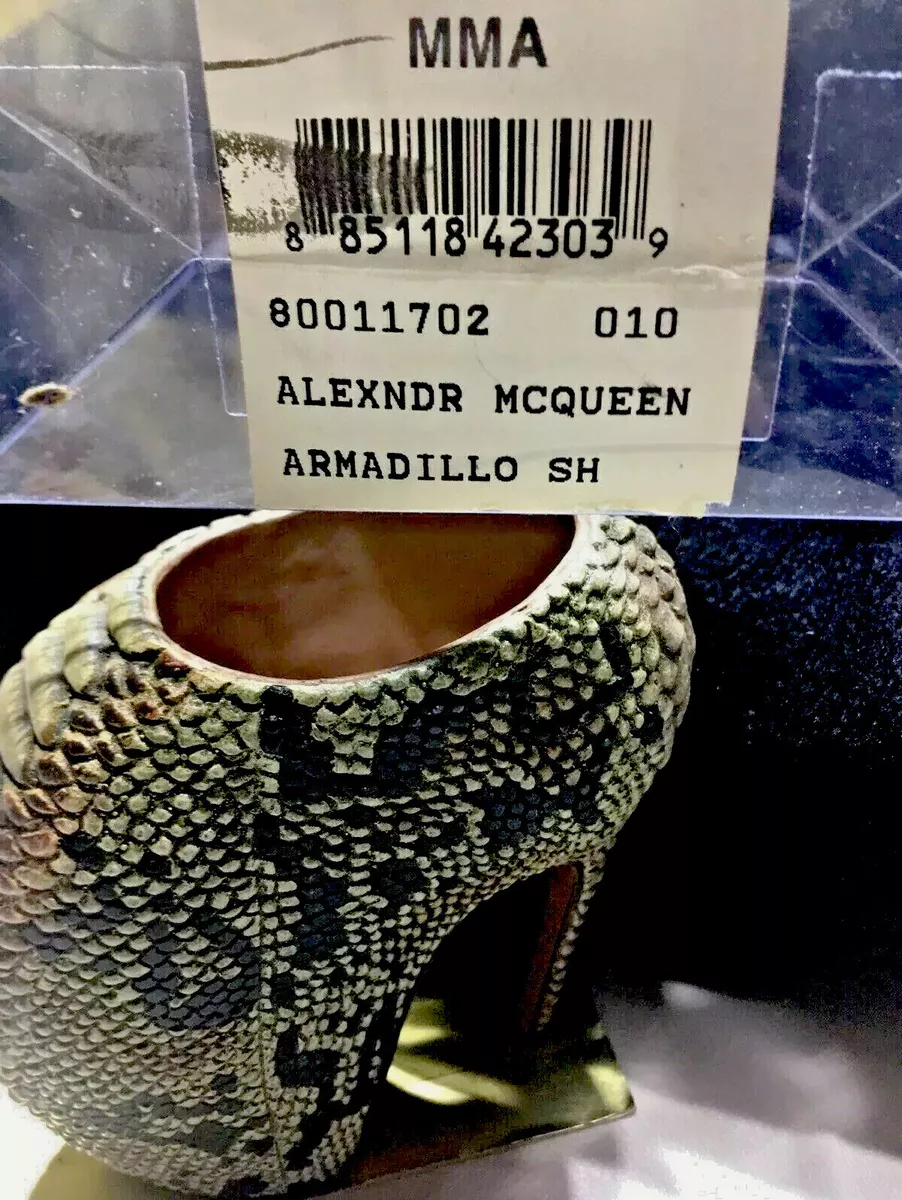 MMA
8 85118 42303 9
80011702 010
ALEXNDR MCQUEEN
ARMADILLO SH